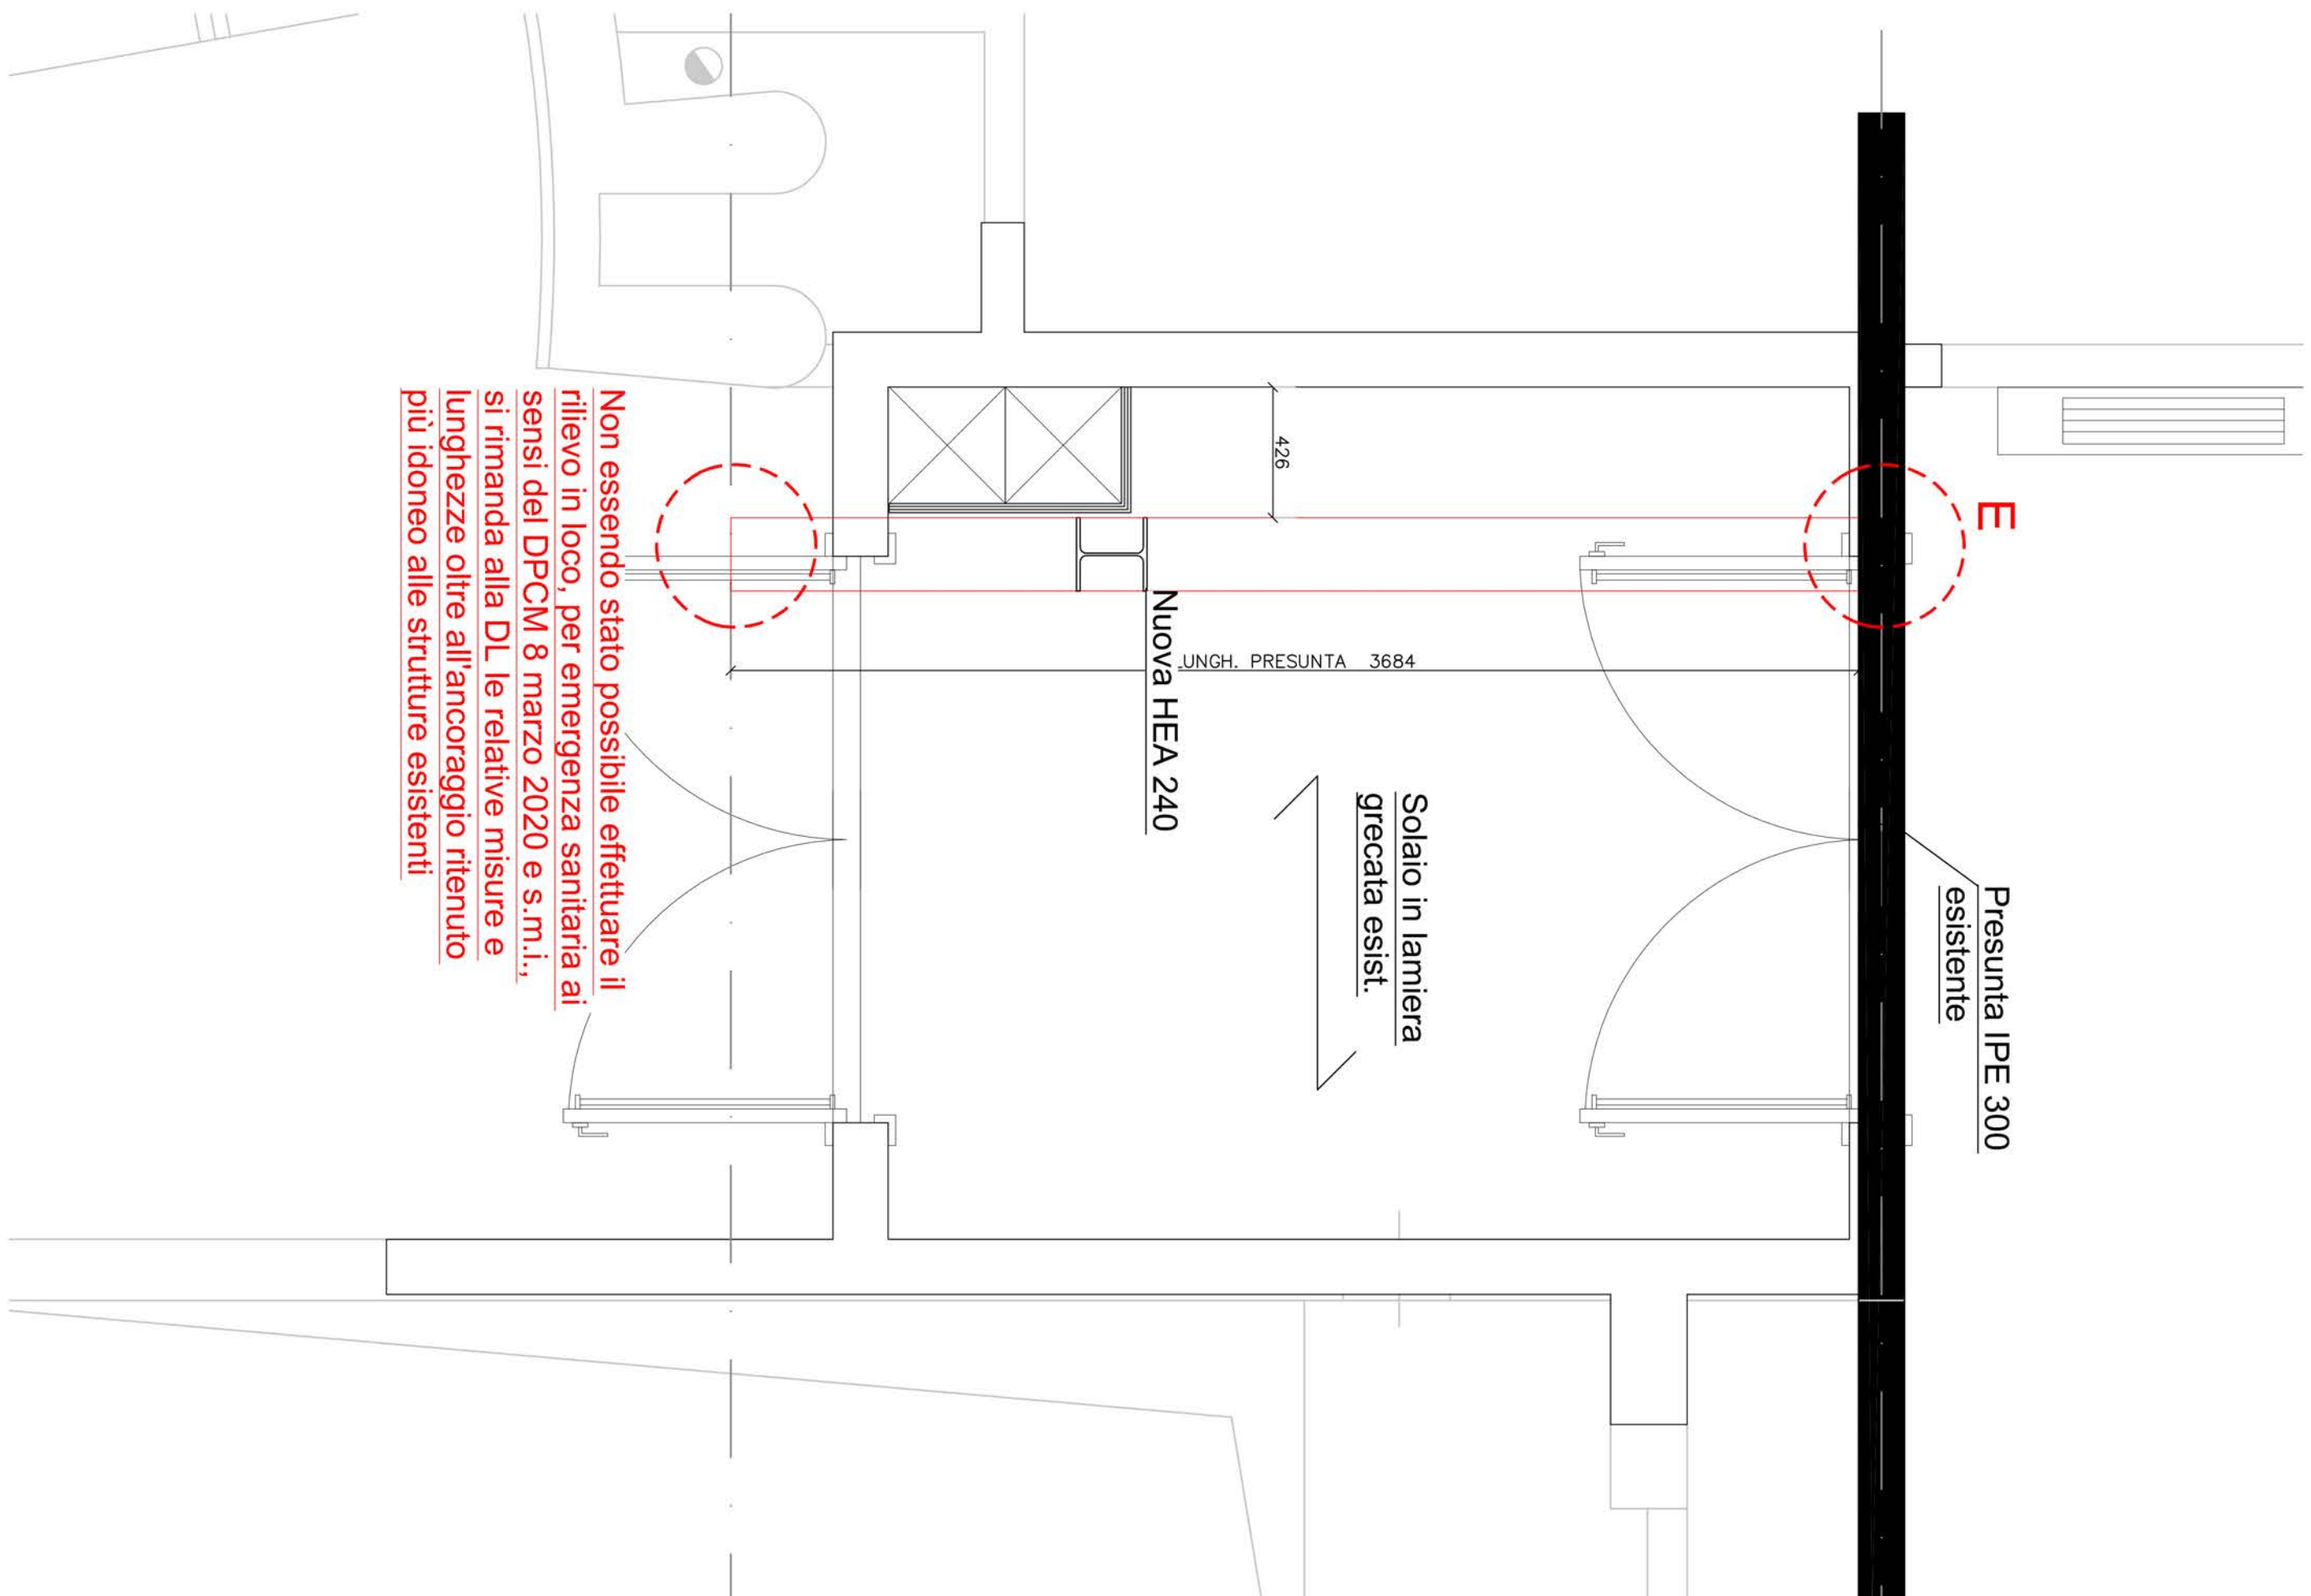 E
Presunta IPE 300
esistente
Solaio in lamiera
grecata esist.
426
LUNGH. PRESUNTA 3684
Nuova HEA 240
Non essendo stato possibile effettuare il
rilievo in loco, per emergenza sanitaria ai
sensi del DPCM 8 marzo 2020 e s.m.i.,
si rimanda alla DL le relative misure e
lunghezze oltre all'ancoraggio ritenuto
più idoneo alle strutture esistenti